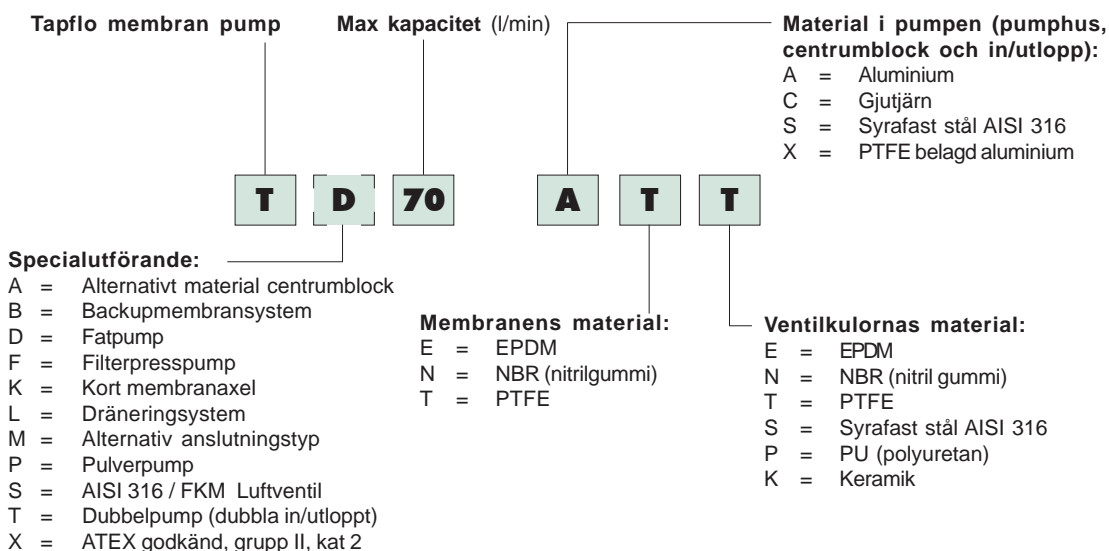 Tapflo membran pump
Max kapacitet (l/min)
Material i pumpen (pumphus,
centrumblock och in/utlopp):
A = Aluminium
C = Gjutjärn
S = Syrafast stål AISI 316
X = PTFE belagd aluminium
T D 70 A T T
Specialutförande:
A = Alternativt material centrumblock
B = Backupmembransystem
D = Fatpump
F = Filterpresspump
K = Kort membranaxel
L = Dräneringsystem
M = Alternativ anslutningstyp
P = Pulverpump
S = AISI 316 / FKM Luftventil
T = Dubbelpump (dubbla in/utloppt)
X = ATEX godkänd, grupp II, kat 2
Membranens material:
E = EPDM
N = NBR (nitrilgummi)
T = PTFE
Ventilkulornas material:
E = EPDM
N = NBR (nitril gummi)
T = PTFE
S = Syrafast stål AISI 316
P = PU (polyuretan)
K = Keramik